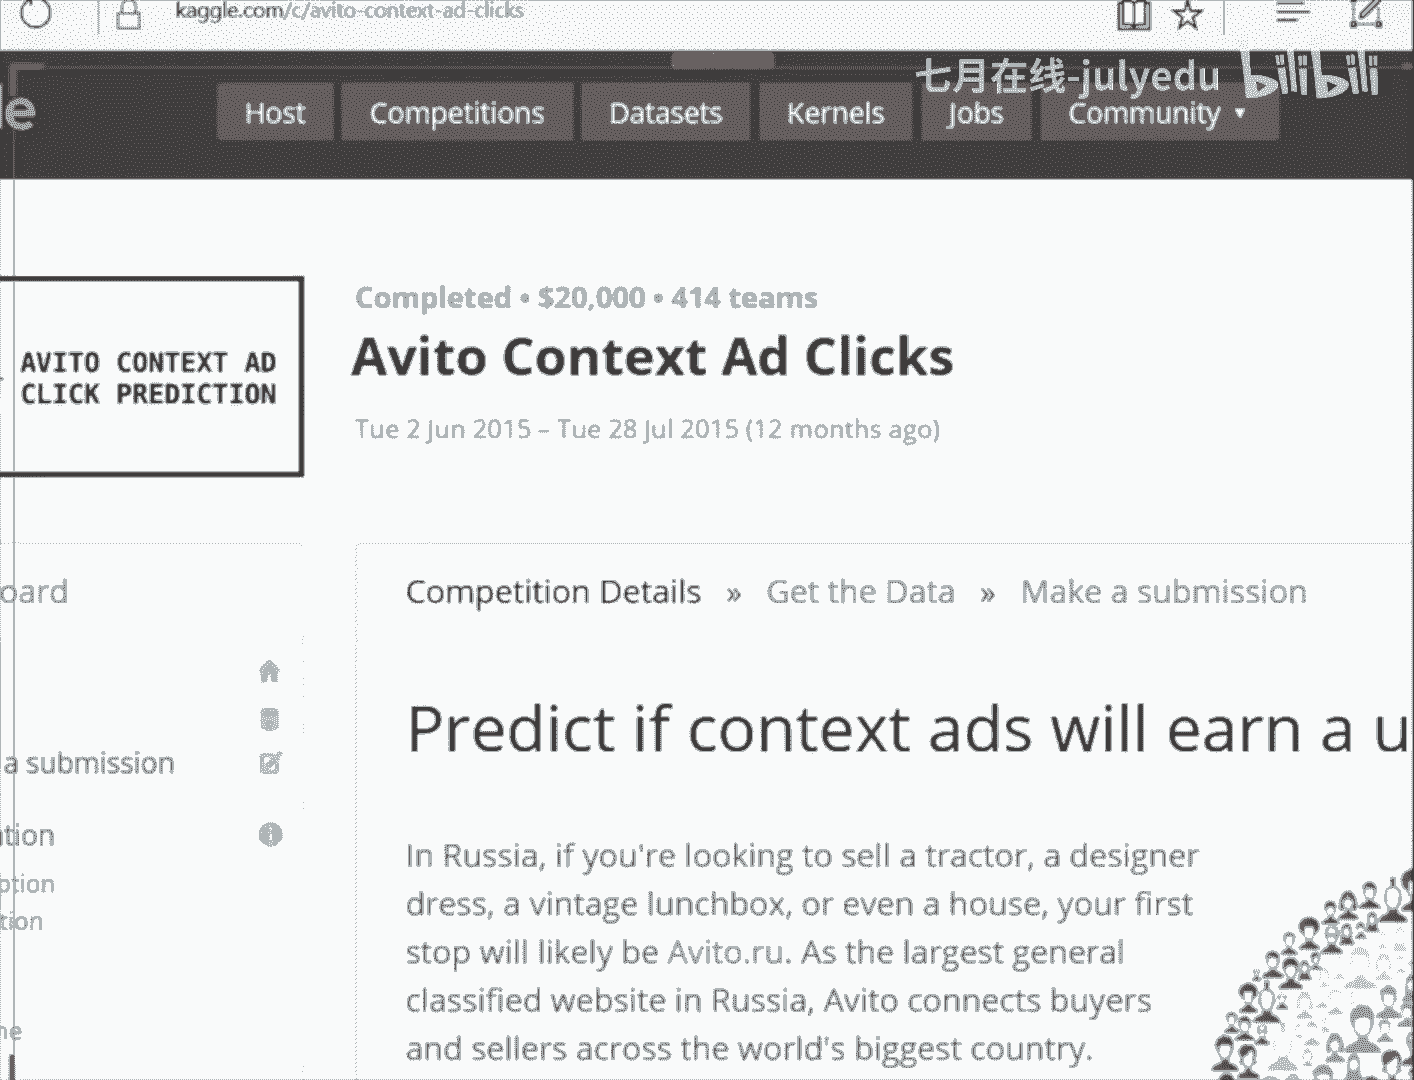 kaggle.com/c/avito-context-ad-clicks
七月在线-julyedu bilibili
e Host Competitions Datasets Kernels Jobs Community ▼
Completed • $20,000 • 414 teams
Avito Context Ad Clicks
Tue 2 Jun 2015 – Tue 28 Jul 2015 (12 months ago)
AVITO CONTEXT AD
CLICK PREDICTION
oard
a submission
ption
tion
ne
Competition Details » Get the Data » Make a submission
Predict if context ads will earn a u
In Russia, if you're looking to sell a tractor, a designer
dress, a vintage lunchbox, or even a house, your first
stop will likely be Avito.ru. As the largest general
classified website in Russia, Avito connects buyers
and sellers across the world's biggest country.